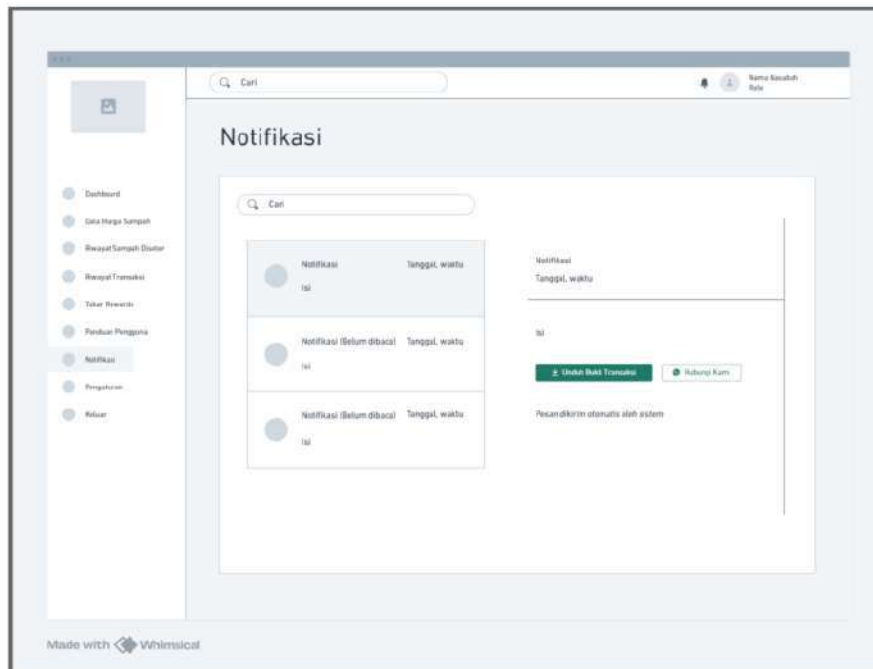 Cari
Nama Nasabah
Role
Notifikasi
Dashboard
Data Harga Sampah
Riwayat Sampah Disetor
Riwayat Transaksi
Tukar Rewards
Panduan Pengguna
Notifikasi
Pengaturan
Keluar
Cari
Notifikasi Tanggal, waktu
Isi
Notifikasi (Belum dibaca) Tanggal, waktu
Isi
Notifikasi (Belum dibaca) Tanggal, waktu
Isi
Notifikasi
Tanggal, waktu
Isi
Unduh Bukti Transaksi
Hubungi Kami
Pesan dikirim otomatis oleh sistem
Made with Whimsical